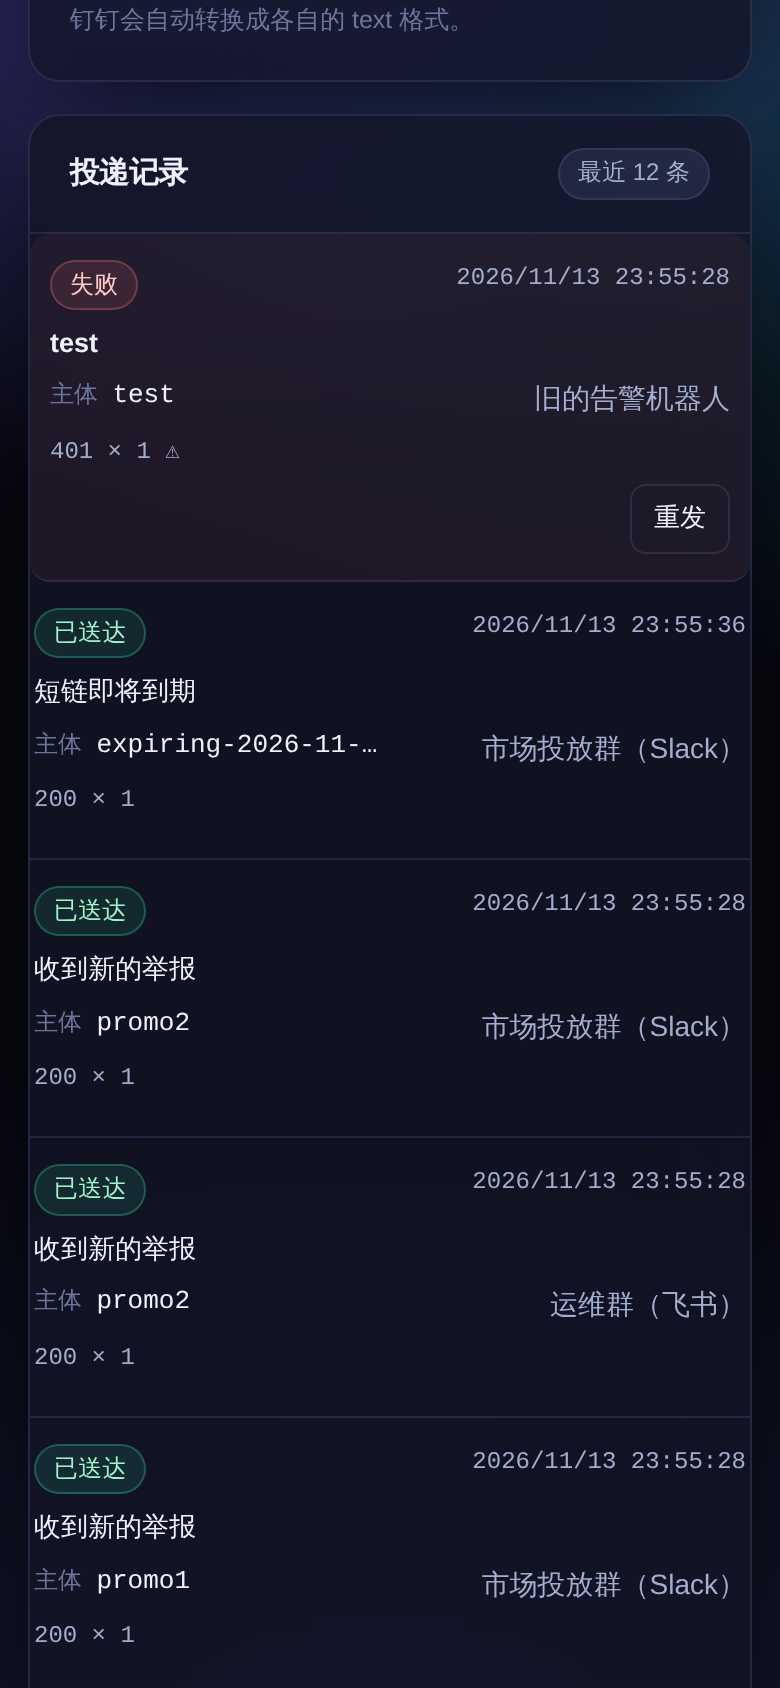 钉钉会自动转换成各自的 text 格式。
投递记录
最近 12 条
失败
2026/11/13 23:55:28
test
主体 test
旧的告警机器人
401 × 1 ⚠
重发
已送达
2026/11/13 23:55:36
短链即将到期
主体 expiring-2026-11-…
市场投放群（Slack）
200 × 1
已送达
2026/11/13 23:55:28
收到新的举报
主体 promo2
市场投放群（Slack）
200 × 1
已送达
2026/11/13 23:55:28
收到新的举报
主体 promo2
运维群（飞书）
200 × 1
已送达
2026/11/13 23:55:28
收到新的举报
主体 promo1
市场投放群（Slack）
200 × 1